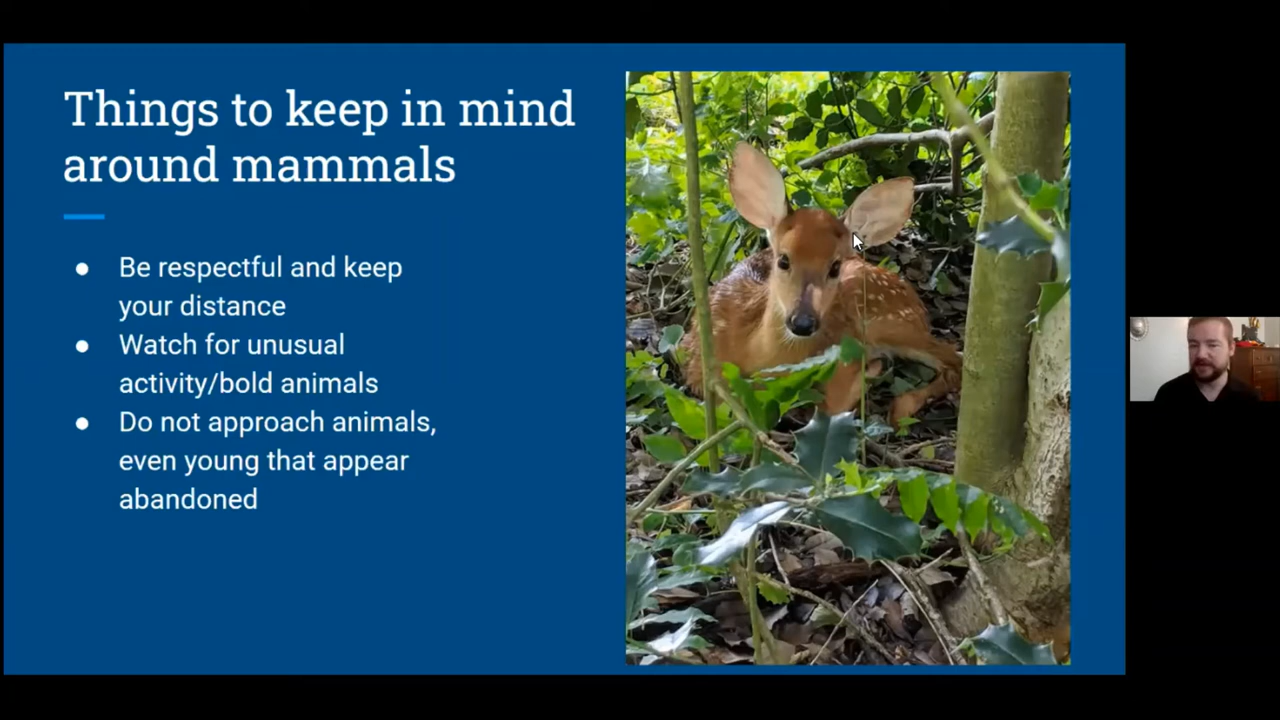 Things to keep in mind
around mammals
● Be respectful and keep
your distance
● Watch for unusual
activity/bold animals
● Do not approach animals,
even young that appear
abandoned